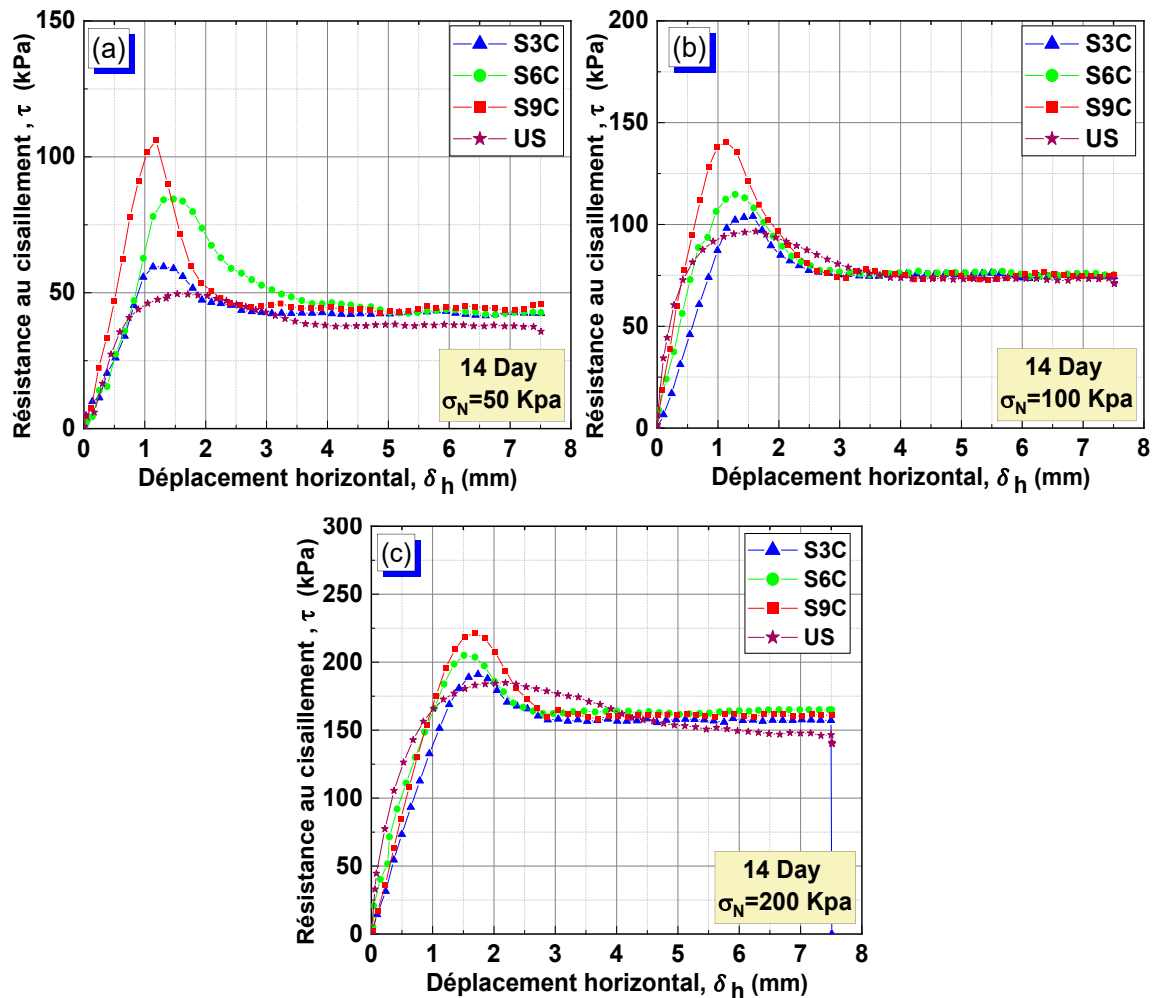 (a)
S3C
S6C
S9C
US
14 Day
σN=50 Kpa
150
100
50
0
0 1 2 3 4 5 6 7 8
Résistance au cisaillement , τ (kPa)
Déplacement horizontal, δh (mm)
(b)
S3C
S6C
S9C
US
14 Day
σN=100 Kpa
200
175
150
125
100
75
50
25
0
0 1 2 3 4 5 6 7 8
Résistance au cisaillement , τ (kPa)
Déplacement horizontal, δh (mm)
(c)
S3C
S6C
S9C
US
14 Day
σN=200 Kpa
300
250
200
150
100
50
0
0 1 2 3 4 5 6 7 8
Résistance au cisaillement , τ (kPa)
Déplacement horizontal, δh (mm)